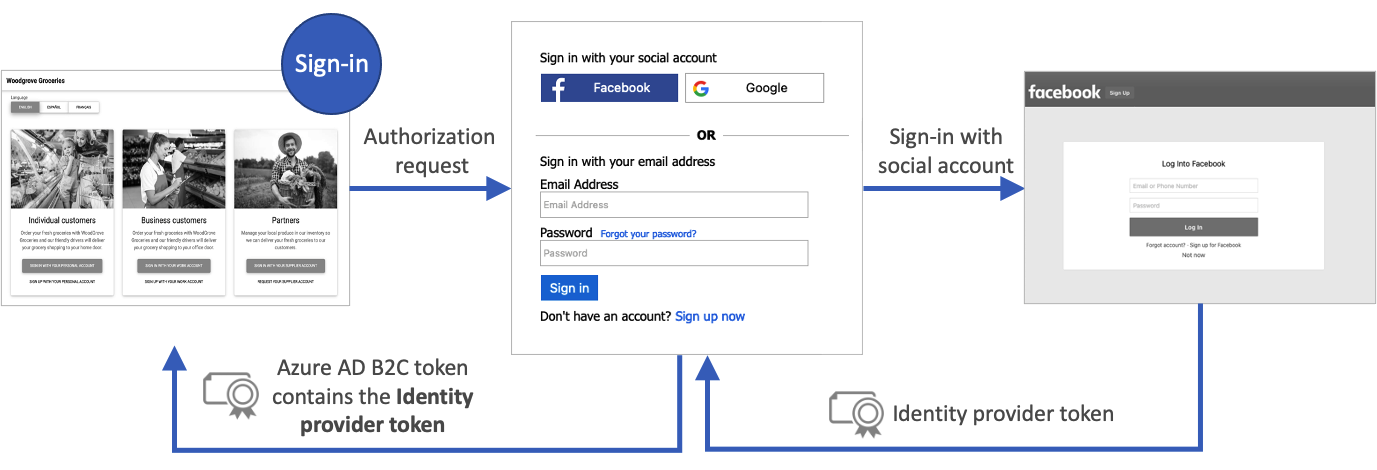 Woodgrove Groceries
Language
ENGLISH ESPAÑOL FRANÇAIS
Individual customers
Order your fresh groceries with WoodGrove
Groceries and our friendly drivers will deliver
your grocery shopping to your home door.
SIGN IN WITH YOUR PERSONAL ACCOUNT
SIGN UP WITH YOUR PERSONAL ACCOUNT
Business customers
Order your fresh groceries with WoodGrove
Groceries and our friendly drivers will deliver
your grocery shopping to your office door.
SIGN IN WITH YOUR WORK ACCOUNT
SIGN UP WITH YOUR WORK ACCOUNT
Partners
Manage your local produce in our inventory so
we can deliver your fresh groceries to our
customers.
SIGN IN WITH YOUR SUPPLIER ACCOUNT
REQUEST YOUR SUPPLIER ACCOUNT
Sign-in
Authorization
request
Sign in with your social account
f Facebook
G Google
OR
Sign in with your email address
Email Address
Email Address
Password Forgot your password?
Password
Sign in
Don't have an account? Sign up now
Sign-in with
social account
facebook Sign Up
Log Into Facebook
Email or Phone Number
Password
Log In
Forgot account? · Sign up for Facebook
Not now
Azure AD B2C token
contains the Identity
provider token
Identity provider token